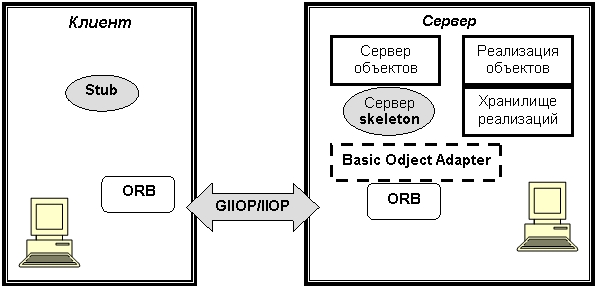 Клиент
Stub
ORB
GIIOP/IIOP
Сервер
Сервер
объектов
Реализация
объектов
Сервер
skeleton
Хранилище
реализаций
Basic Odject Adapter
ORB